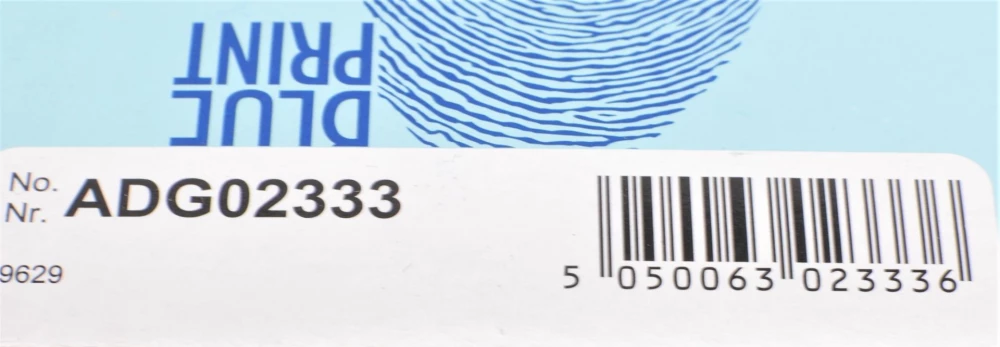 BLUE
PRINT
No.
Nr. ADG02333
9629
5 050063 023336